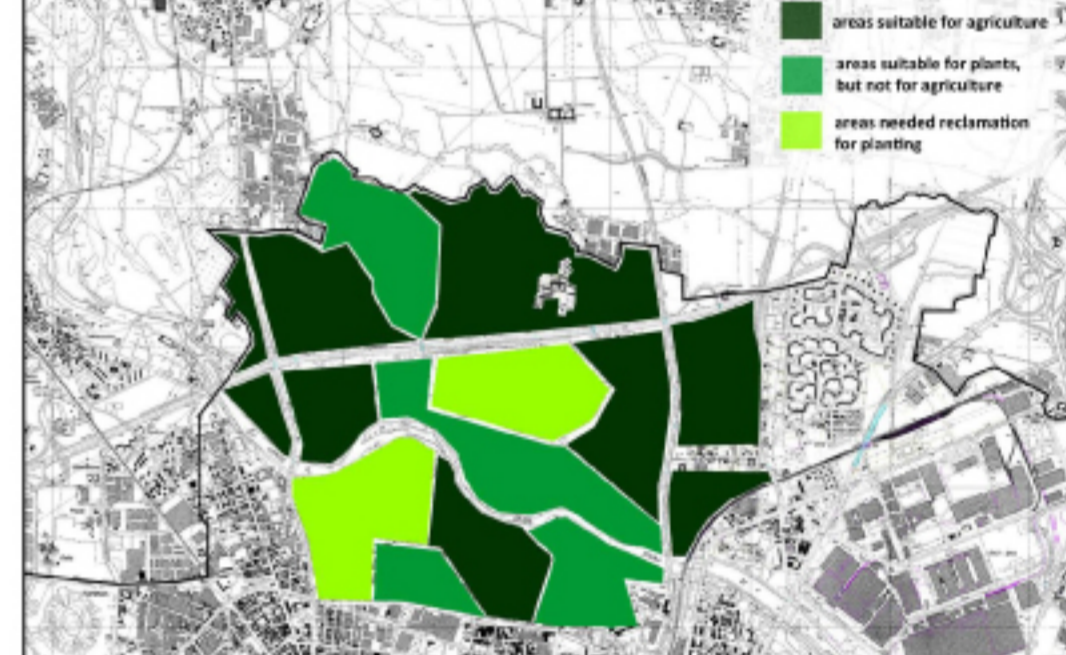 areas suitable for agriculture
areas suitable for plants,
but not for agriculture
areas needed reclamation
for planting